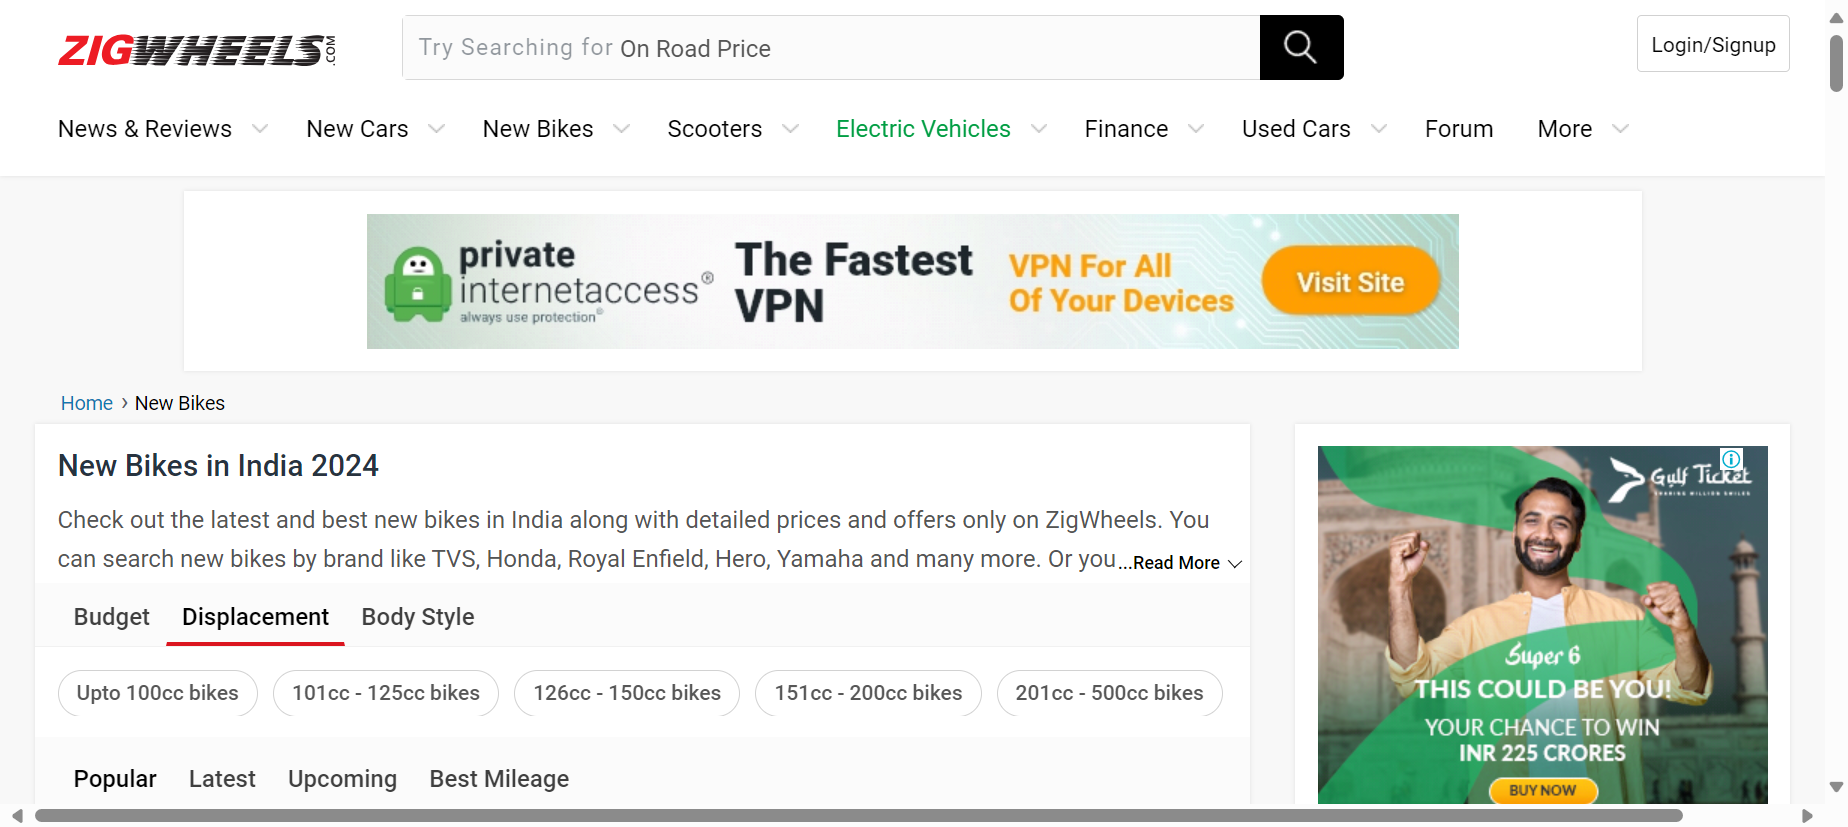 ZIGWHEELS.COM
Try Searching for On Road Price
Login/Signup
News & Reviews New Cars New Bikes Scooters Electric Vehicles Finance Used Cars Forum More
private
internetaccess®
always use protection®
The Fastest
VPN
VPN For All
Of Your Devices
Visit Site
Home › New Bikes
New Bikes in India 2024
Check out the latest and best new bikes in India along with detailed prices and offers only on ZigWheels. You
can search new bikes by brand like TVS, Honda, Royal Enfield, Hero, Yamaha and many more. Or you ...Read More
Budget Displacement Body Style
Upto 100cc bikes 101cc - 125cc bikes 126cc - 150cc bikes 151cc - 200cc bikes 201cc - 500cc bikes
Popular Latest Upcoming Best Mileage
Gulf Ticket
SHARING MILLION SMILES
Super 6
THIS COULD BE YOU!
YOUR CHANCE TO WIN
INR 225 CRORES
BUY NOW